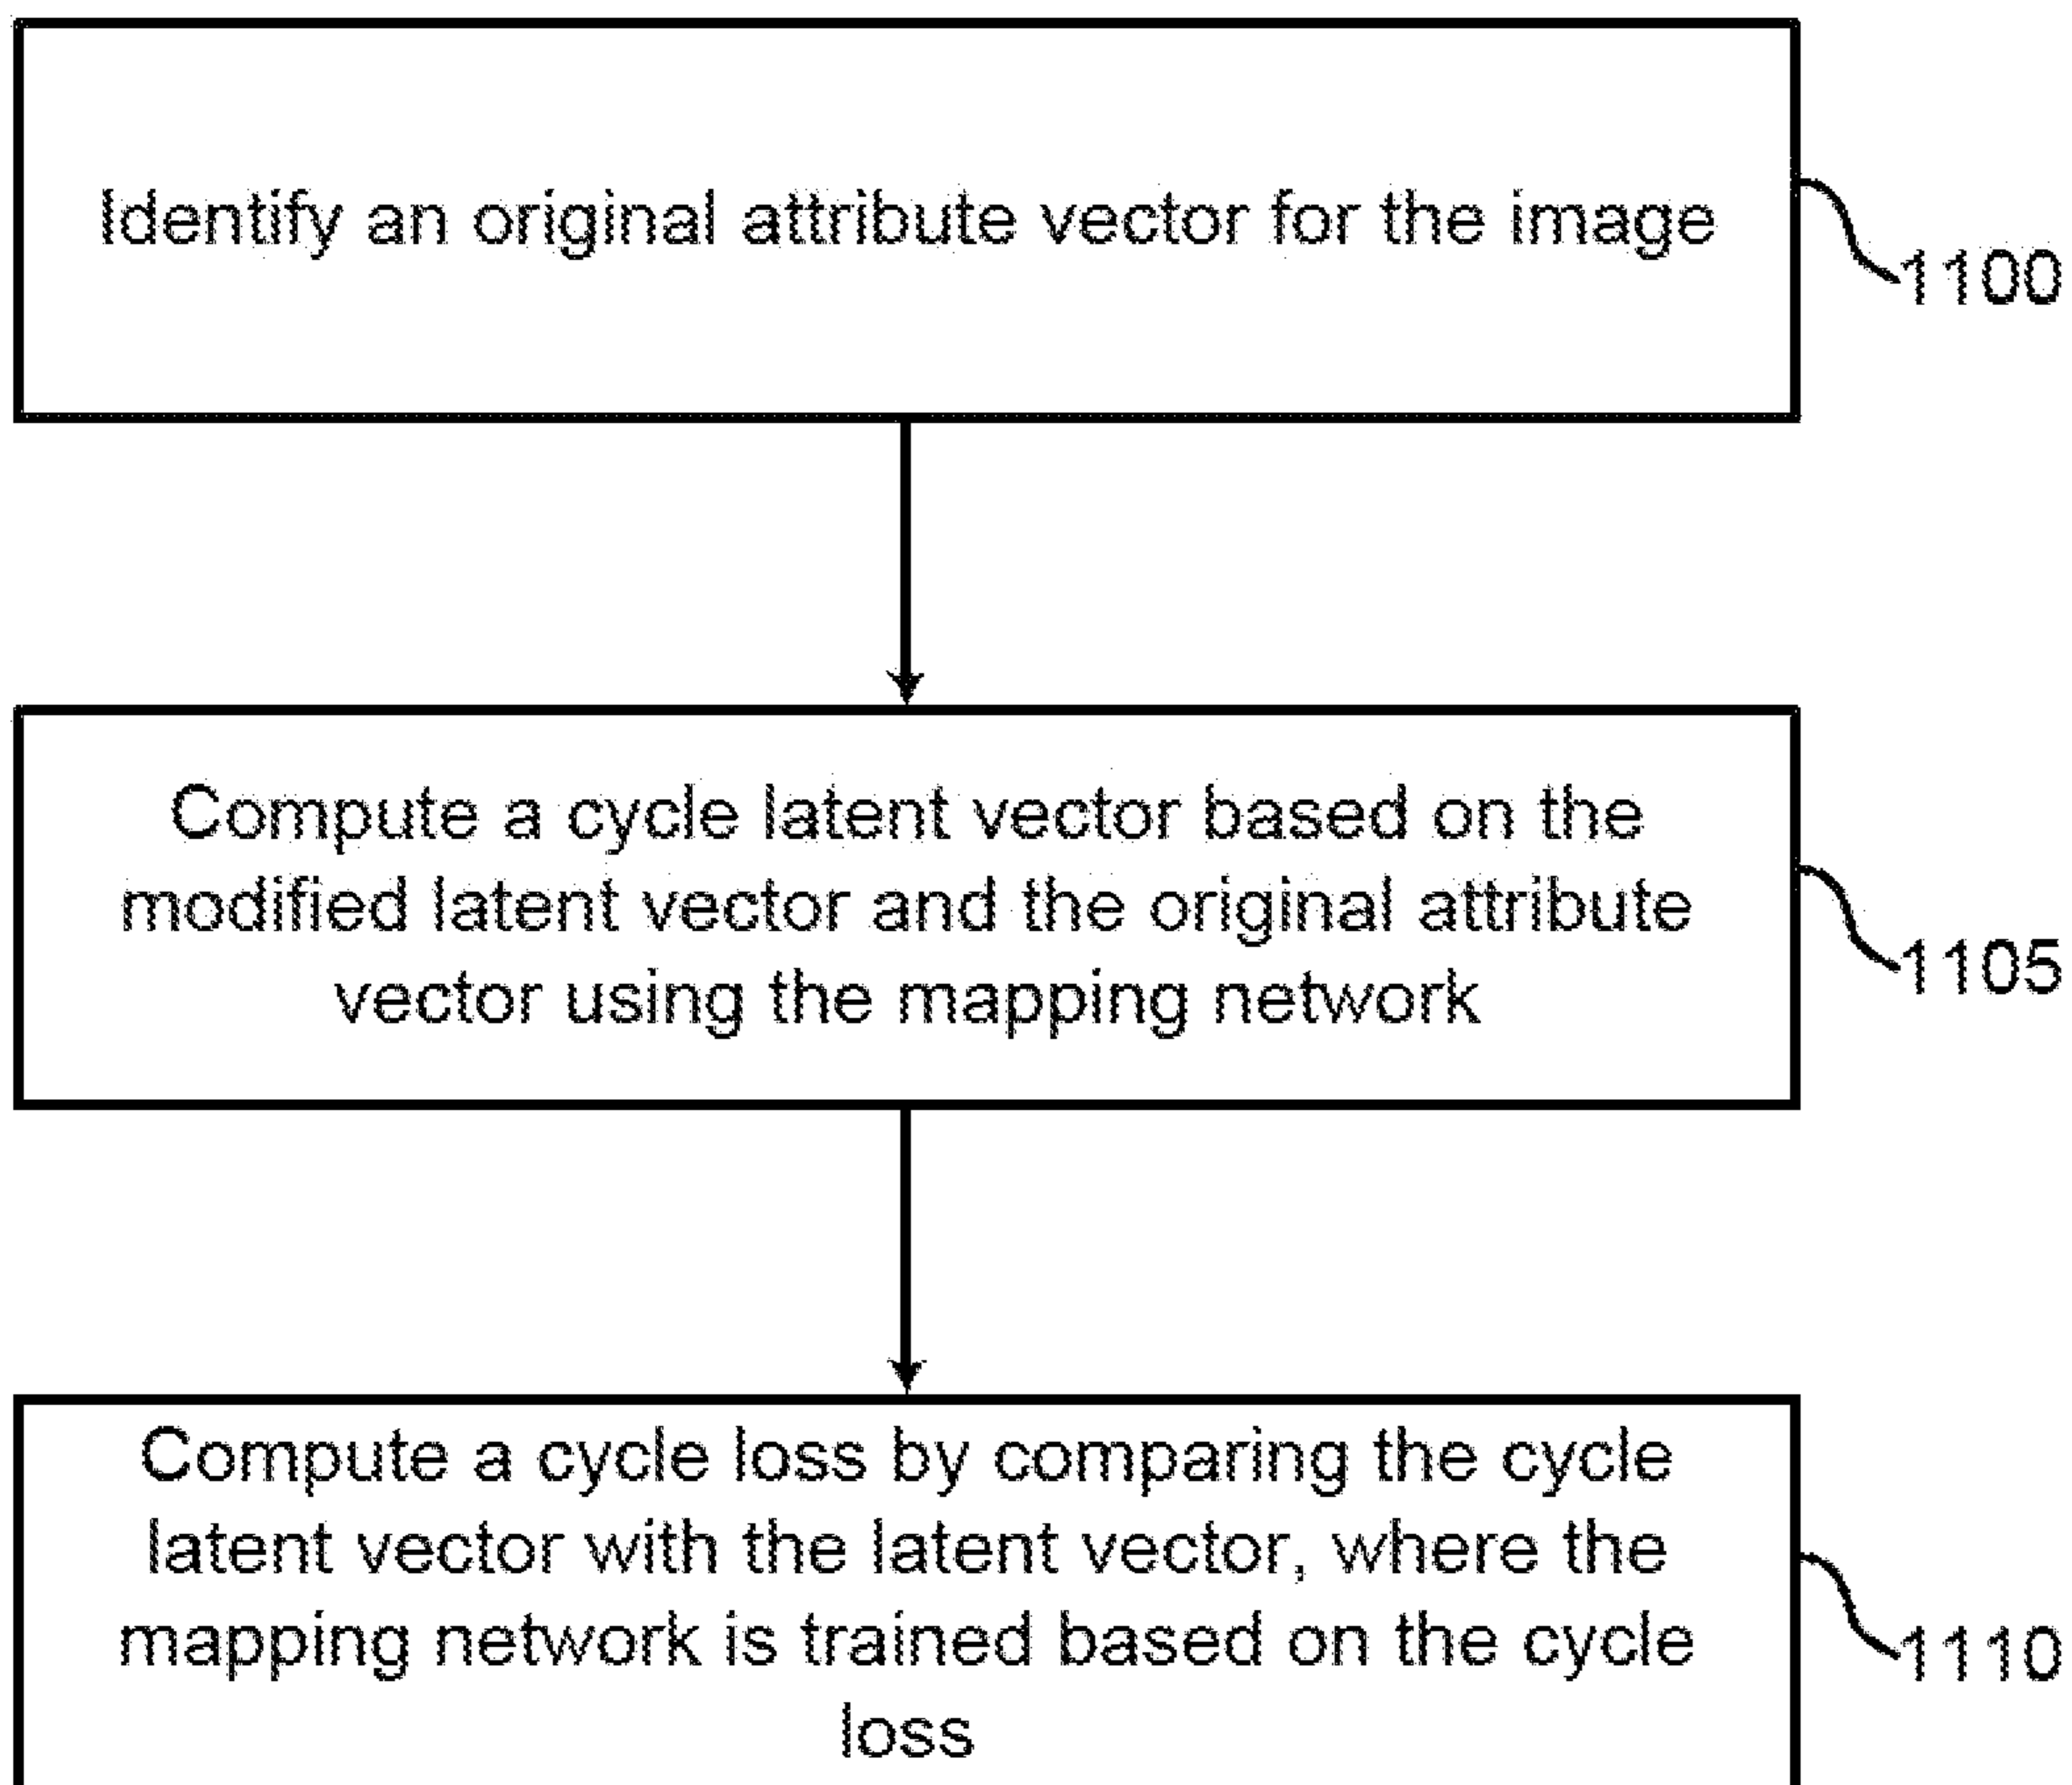 Identify an original attribute vector for the image
1100
Compute a cycle latent vector based on the
modified latent vector and the original attribute
vector using the mapping network
1105
Compute a cycle loss by comparing the cycle
latent vector with the latent vector, where the
mapping network is trained based on the cycle
loss
1110